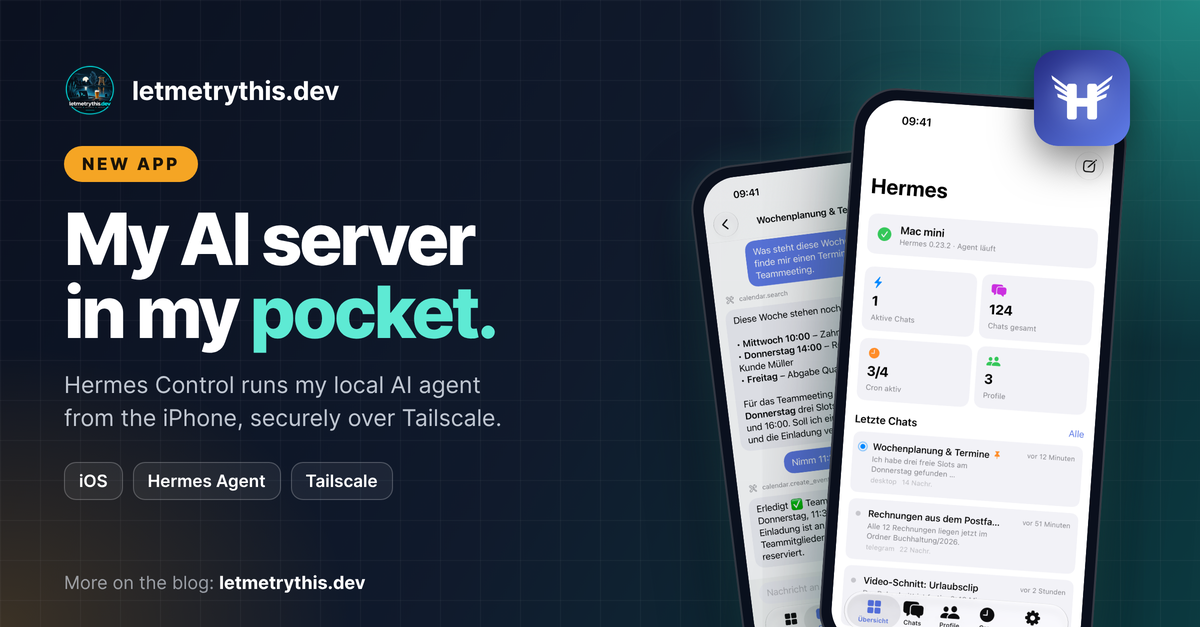 letmetrythis.dev
letmetrythis.dev
NEW APP
My AI server
in my pocket.
Hermes Control runs my local AI agent
from the iPhone, securely over Tailscale.
iOS
Hermes Agent
Tailscale
More on the blog: letmetrythis.dev
09:41
Wochenplanung & Te
Was steht diese Woch
finde mir einen Termin
Teammeeting.
calendar.search
Diese Woche stehen noch
• Mittwoch 10:00 – Zahn
• Donnerstag 14:00 – R
Kunde Müller
• Freitag – Abgabe Qua
Für das Teammeeting
Donnerstag drei Slots
und 16:00. Soll ich ein
und die Einladung ve
Nimm 11:
calendar.create_event
Erledigt ✅ Team
Donnerstag, 11:3
Einladung ist an
Teammitglieder
reserviert.
Nachricht an
H
09:41
Hermes
Mac mini
Hermes 0.23.2 · Agent läuft
1
Aktive Chats
124
Chats gesamt
3/4
Cron aktiv
3
Profile
Letzte Chats
Alle
Wochenplanung & Termine
vor 12 Minuten
Ich habe drei freie Slots am
Donnerstag gefunden ...
desktop · 14 Nachr.
Rechnungen aus dem Postfa...
vor 51 Minuten
Alle 12 Rechnungen liegen jetzt im
Ordner Buchhaltung/2026.
telegram · 22 Nachr.
Video-Schnitt: Urlaubsclip
vor 2 Stunden
Übersicht
Chats
Profile